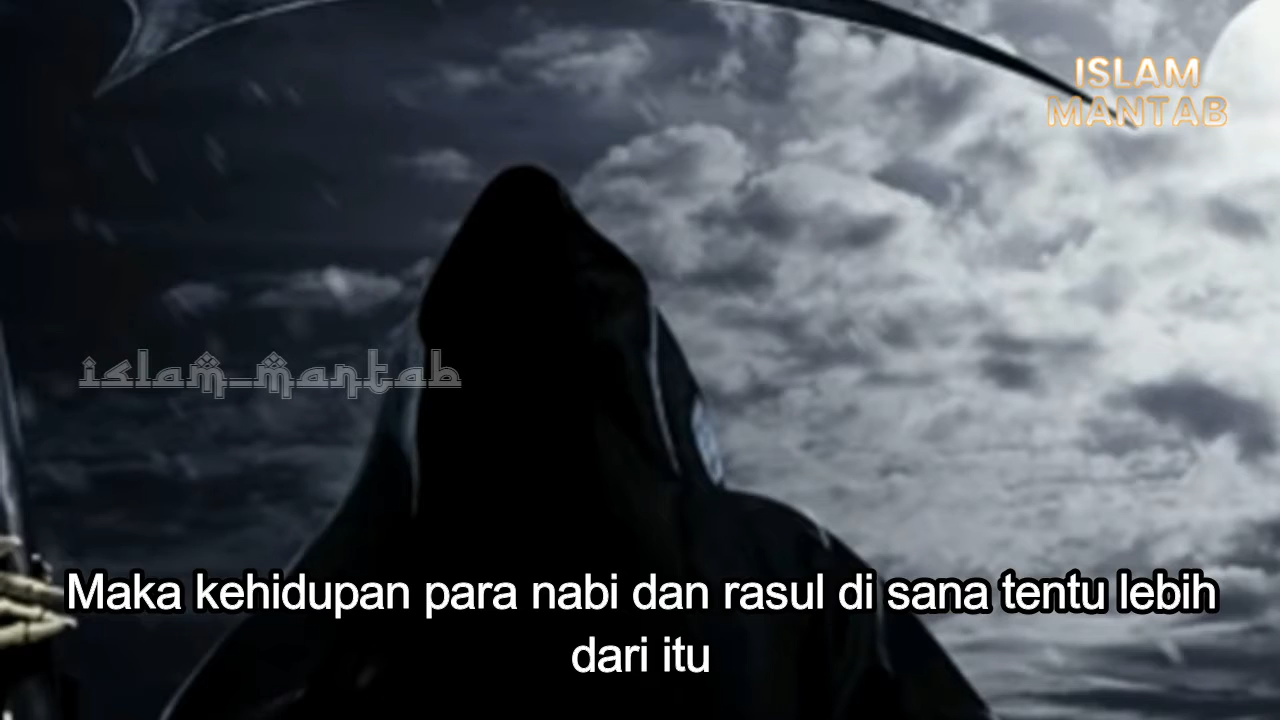 ISLAM
MANTAB
islam_mantab
Maka kehidupan para nabi dan rasul di sana tentu lebih
dari itu